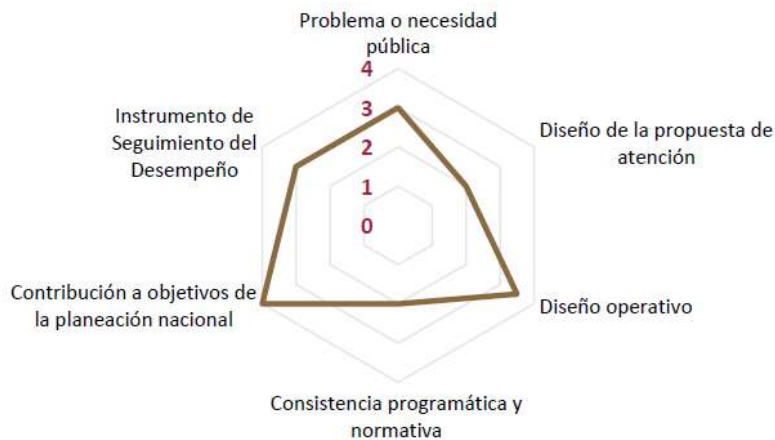 Problema o necesidad
pública
4
3
2
1
0
Diseño de la propuesta de
atención
Diseño operativo
Consistencia programática y
normativa
Contribución a objetivos de
la planeación nacional
Instrumento de
Seguimiento del
Desempeño